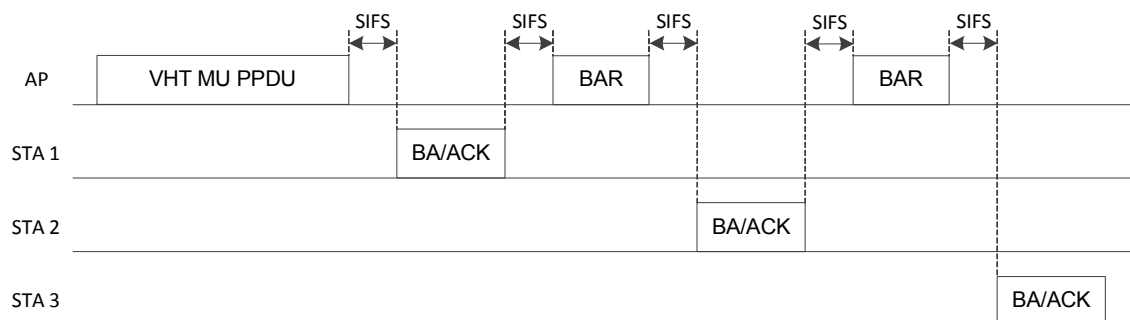 SIFS SIFS SIFS SIFS SIFS
AP VHT MU PPDU BAR BAR
STA 1 BA/ACK
STA 2 BA/ACK
STA 3 BA/ACK